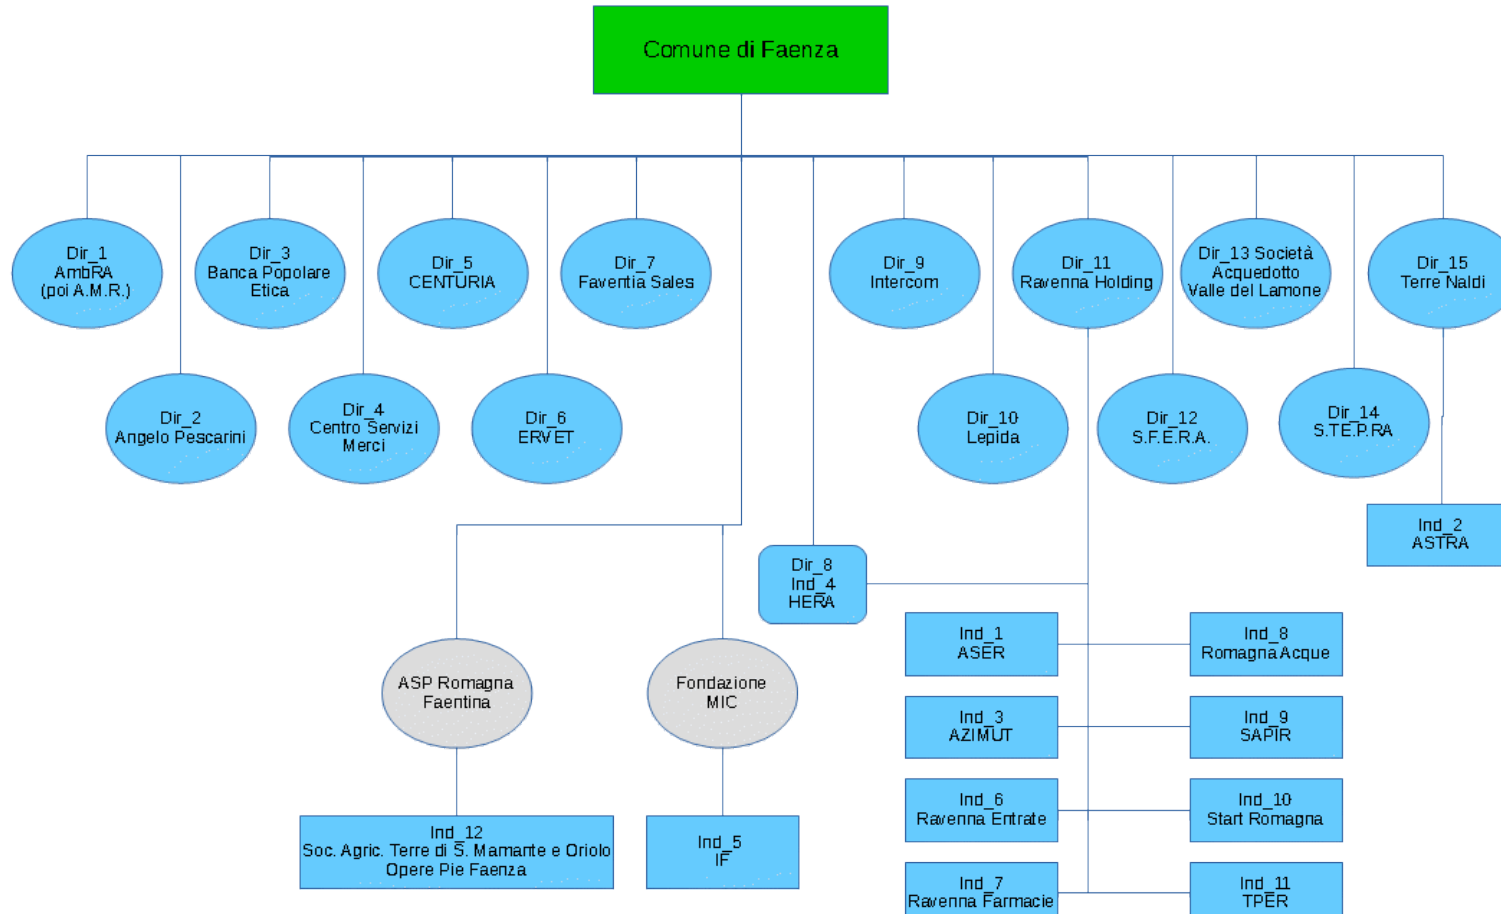 Comune di Faenza
Dir_1
AmbRA
(poi A.M.R.)
Dir_3
Banca Popolare
Etica
Dir_5
CENTURIA
Dir_7
Faventia Sales
Dir_9
Intercom
Dir_11
Ravenna Holding
Dir_13 Società
Acquedotto
Valle del Lamone
Dir_15
Terre Naldi
Dir_2
Angelo Pescarini
Dir_4
Centro Servizi
Merci
Dir_6
ERVET
Dir_10
Lepida
Dir_12
S.F.E.R.A.
Dir_14
S.TE.P.RA
Ind_2
ASTRA
Dir_8
Ind_4
HERA
ASP Romagna
Faentina
Fondazione
MIC
Ind_1
ASER
Ind_8
Romagna Acque
Ind_3
AZIMUT
Ind_9
SAPIR
Ind_6
Ravenna Entrate
Ind_10
Start Romagna
Ind_12
Soc. Agric. Terre di S. Mamante e Oriolo
Opere Pie Faenza
Ind_5
IF
Ind_7
Ravenna Farmacie
Ind_11
TPER